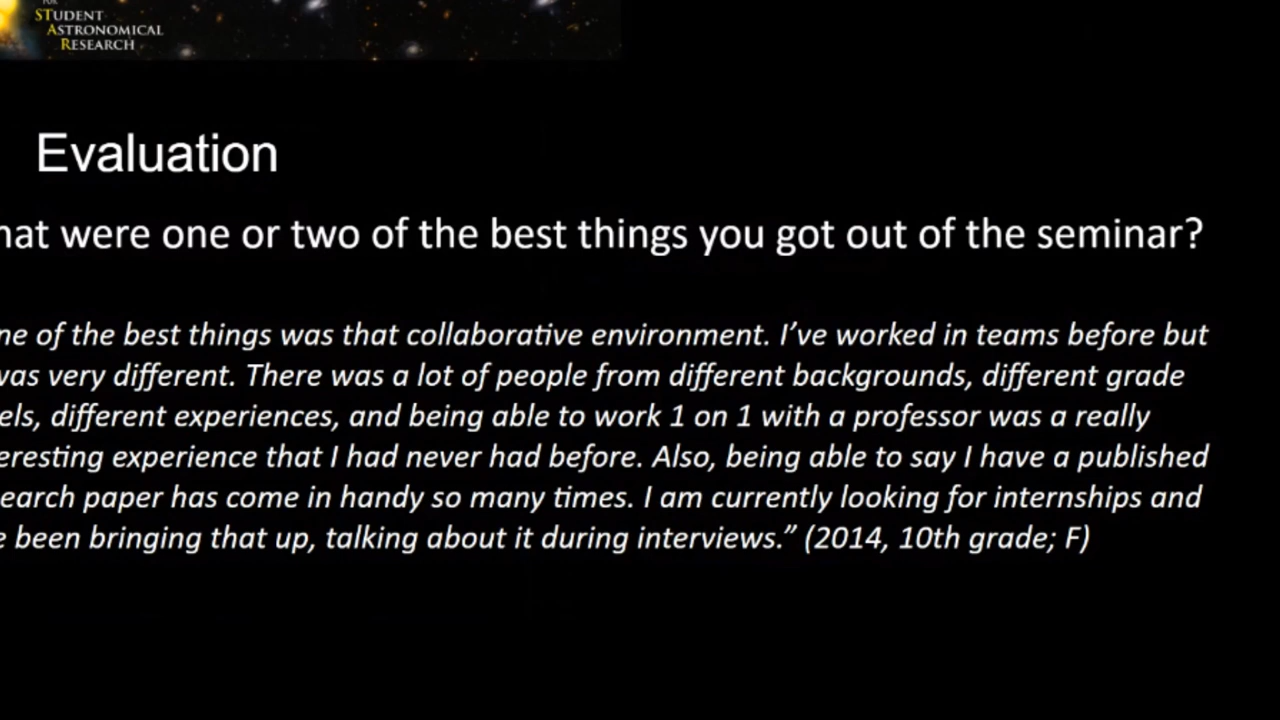 FOR
STUDENT
ASTRONOMICAL
RESEARCH
Evaluation
hat were one or two of the best things you got out of the seminar?
ne of the best things was that collaborative environment. I’ve worked in teams before but
was very different. There was a lot of people from different backgrounds, different grade
els, different experiences, and being able to work 1 on 1 with a professor was a really
eresting experience that I had never had before. Also, being able to say I have a published
earch paper has come in handy so many times. I am currently looking for internships and
e been bringing that up, talking about it during interviews.” (2014, 10th grade; F)